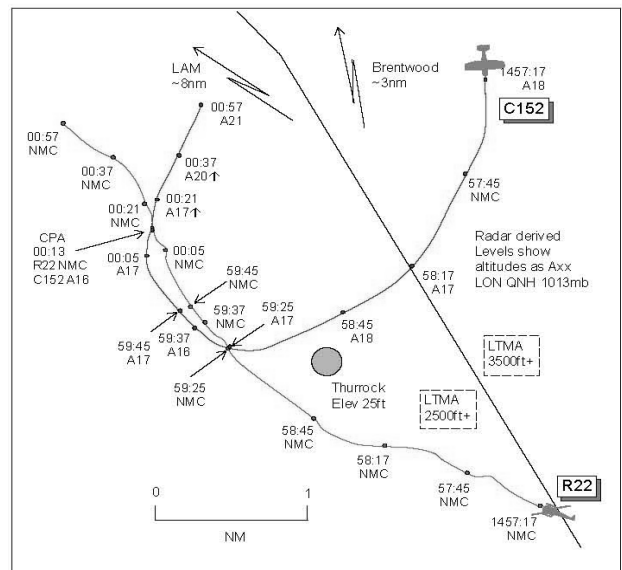 LAM
~8nm
Brentwood
~3nm
1457:17
A18
C152
00:57
A21
00:57
NMC
00:37
NMC
00:37
A20↑
00:21
A17↑
00:21
NMC
57:45
NMC
CPA
00:13
R22 NMC
C152 A16
00:05
A17
00:05
NMC
59:45
NMC
59:37
NMC
59:25
A17
58:17
A17
Radar derived
Levels show
altitudes as Axx
LON QNH 1013mb
58:45
A18
59:45
A17
59:37
A16
59:25
NMC
Thurrock
Elev 25ft
LTMA
3500ft+
LTMA
2500ft+
58:45
NMC
58:17
NMC
57:45
NMC
R22
1457:17
NMC
0
1
NM